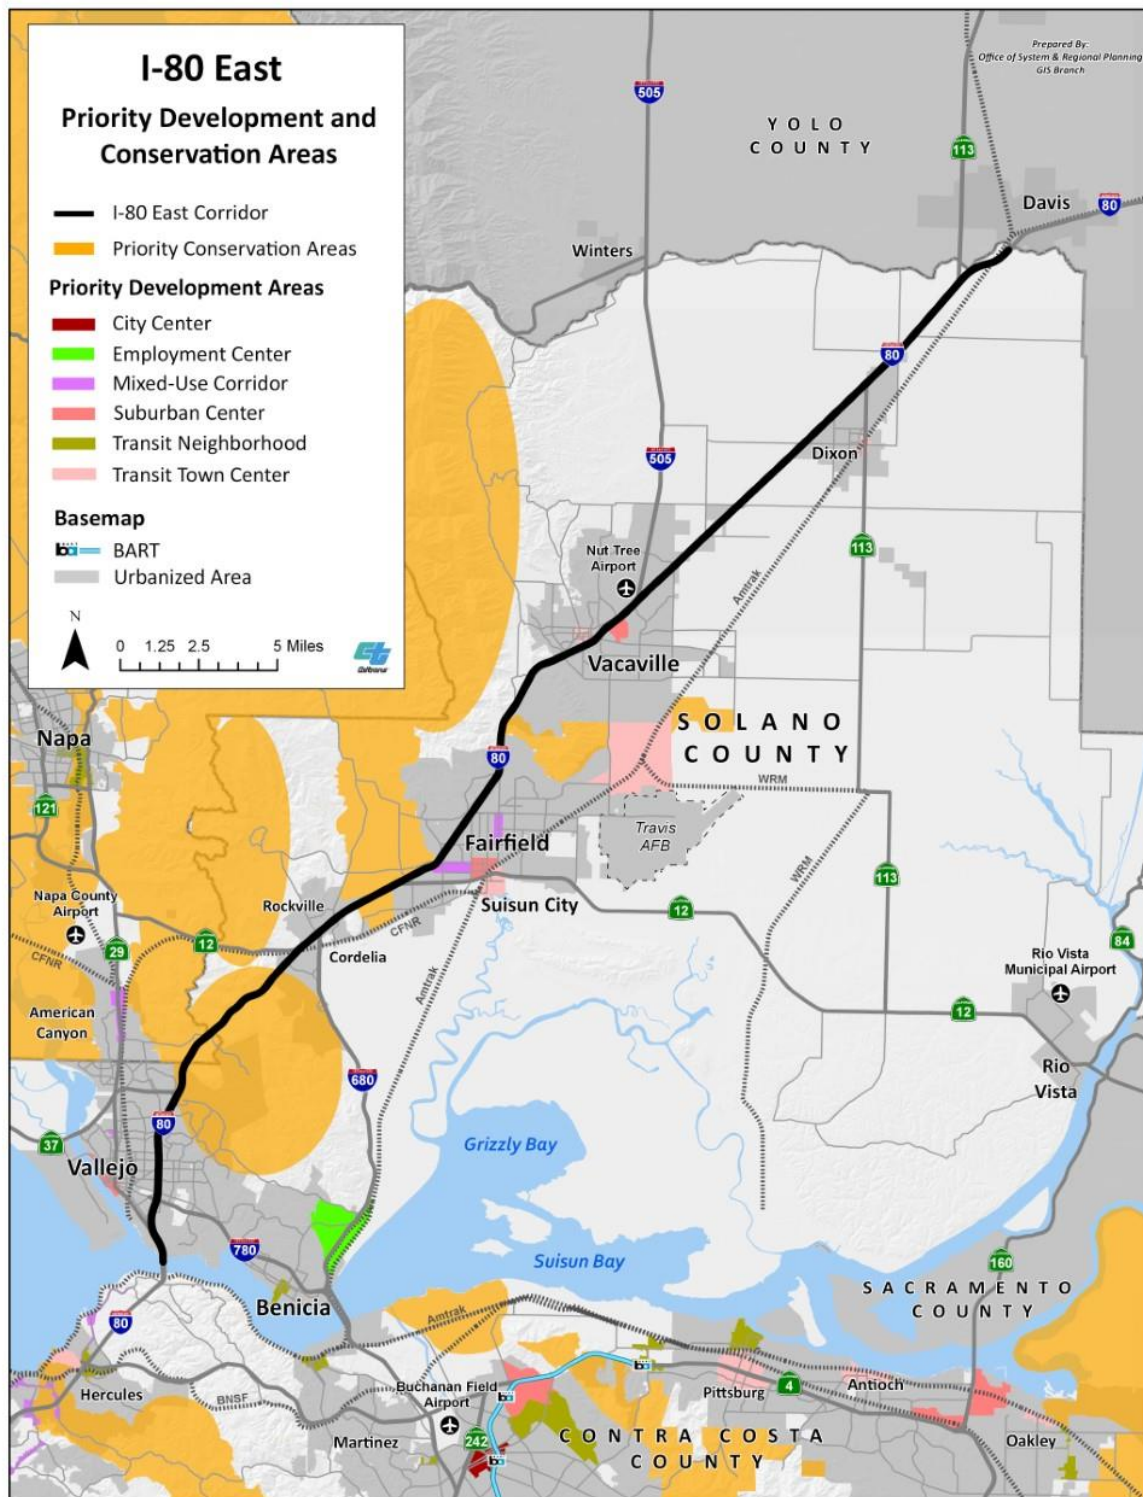 I-80 East
Priority Development and
Conservation Areas
I-80 East Corridor
Priority Conservation Areas
Priority Development Areas
City Center
Employment Center
Mixed-Use Corridor
Suburban Center
Transit Neighborhood
Transit Town Center
Basemap
ba BART
Urbanized Area
N
0 1.25 2.5 5 Miles
ct
Caltrans
Prepared By:
Office of System & Regional Planning
GIS Branch
505
YOLO
COUNTY
113
Davis
80
Winters
80
505
Dixon
113
Nut Tree
Airport
Amtrak
Vacaville
SOLANO
COUNTY
Napa
80
WRM
121
Travis
AFB
Fairfield
WRM
113
Napa County
Airport
Rockville
Suisun City
12
CFNR
29
12
Cordelia
84
CFNR
Amtrak
Rio Vista
Municipal Airport
American
Canyon
12
680
Rio
Vista
80
37
Grizzly Bay
Vallejo
780
Suisun Bay
160
SACRAMENTO
COUNTY
Benicia
80
Amtrak
ba
Hercules
BNSF
Buchanan Field
Airport
ba
Pittsburg
4
Antioch
Martinez
242
ba
CONTRA COSTA
COUNTY
Oakley